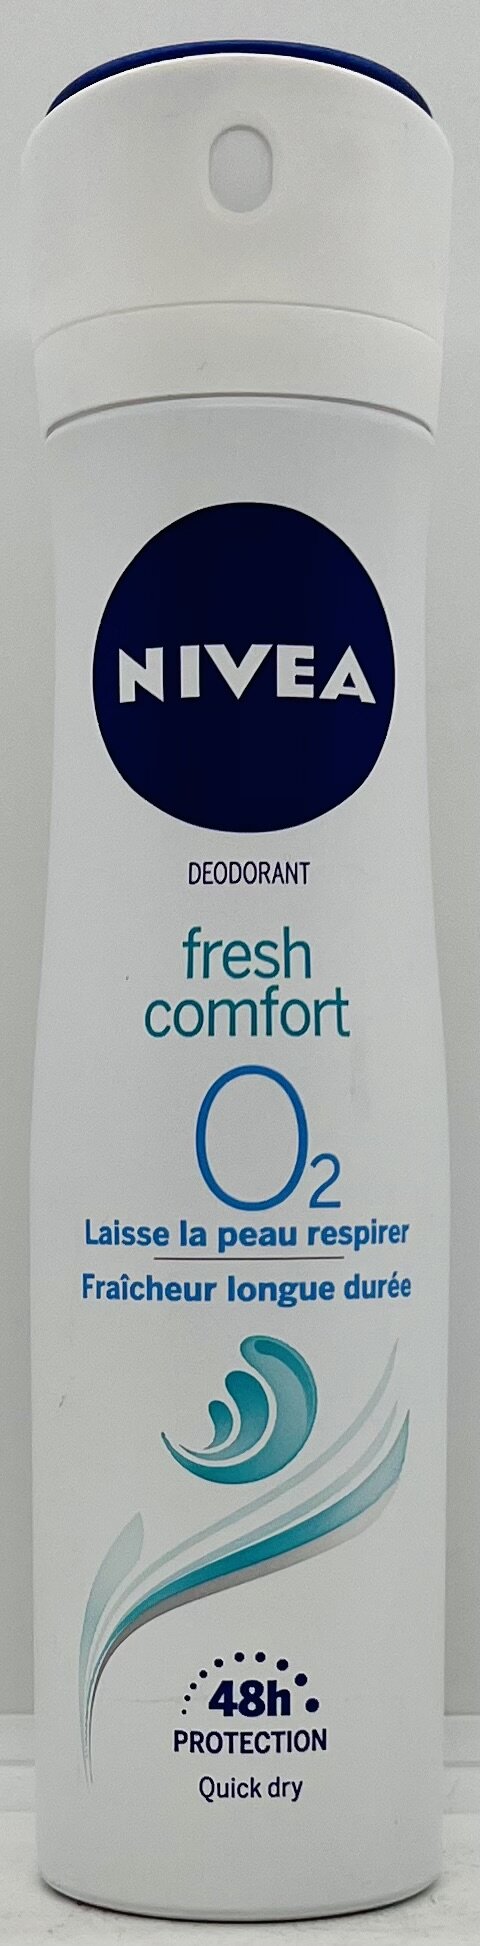 NIVEA
DEODORANT
fresh
comfort
O2
Laisse la peau respirer
Fraîcheur longue durée
48h
PROTECTION
Quick dry